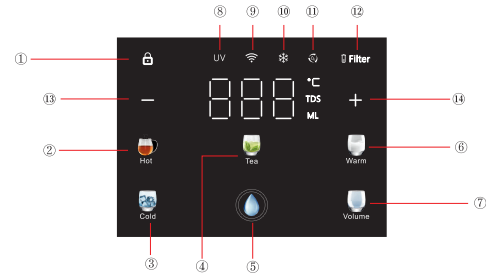 ⑧ ⑨ ⑩ ⑪ ⑫
① UV Filter
°C
⑬ 888 TDS ⑭
ML
② Hot Tea Warm ⑥
Cold Volume ⑦
③ ④ ⑤